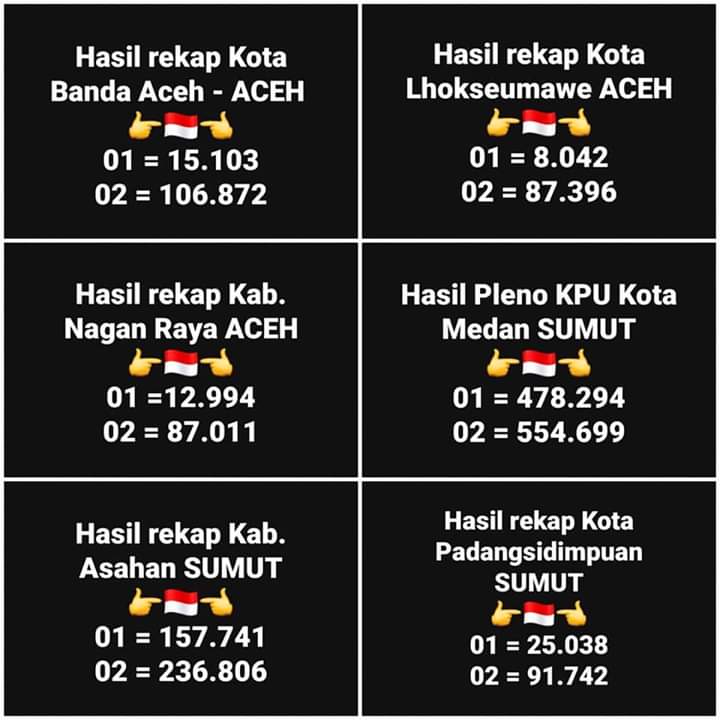 Hasil rekap Kota
Banda Aceh - ACEH
👉🇮🇩👈
01 = 15.103
02 = 106.872
Hasil rekap Kota
Lhokseumawe ACEH
👉🇮🇩👈
01 = 8.042
02 = 87.396
Hasil rekap Kab.
Nagan Raya ACEH
👉🇮🇩👈
01 =12.994
02 = 87.011
Hasil Pleno KPU Kota
Medan SUMUT
👉🇮🇩👈
01 = 478.294
02 = 554.699
Hasil rekap Kab.
Asahan SUMUT
👉🇮🇩👈
01 = 157.741
02 = 236.806
Hasil rekap Kota
Padangsidimpuan
SUMUT
👉🇮🇩👈
01 = 25.038
02 = 91.742